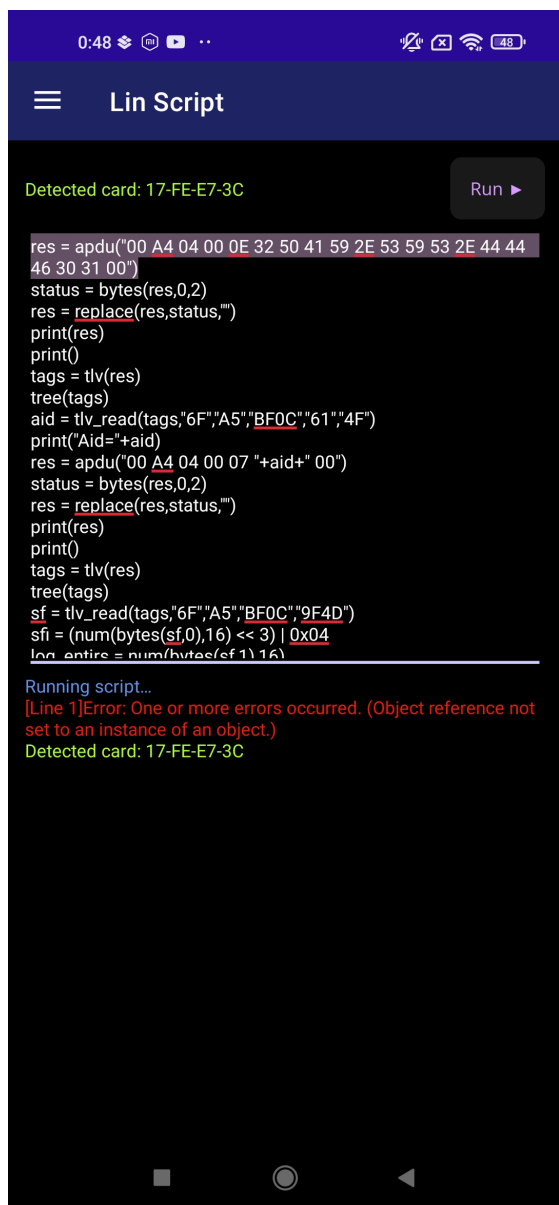 0:48
48
Lin Script
Detected card: 17-FE-E7-3C
Run ►
res = apdu("00 A4 04 00 0E 32 50 41 59 2E 53 59 53 2E 44 44
46 30 31 00")
status = bytes(res,0,2)
res = replace(res,status,"")
print(res)
print()
tags = tlv(res)
tree(tags)
aid = tlv_read(tags,"6F","A5","BF0C","61","4F")
print("Aid="+aid)
res = apdu("00 A4 04 00 07 "+aid+" 00")
status = bytes(res,0,2)
res = replace(res,status,"")
print(res)
print()
tags = tlv(res)
tree(tags)
sf = tlv_read(tags,"6F","A5","BF0C","9F4D")
sfi = (num(bytes(sf,0),16) << 3) | 0x04
log_entirs = num(bytes(sf,1),16)
Running script...
[Line 1]Error: One or more errors occurred. (Object reference not
set to an instance of an object.)
Detected card: 17-FE-E7-3C